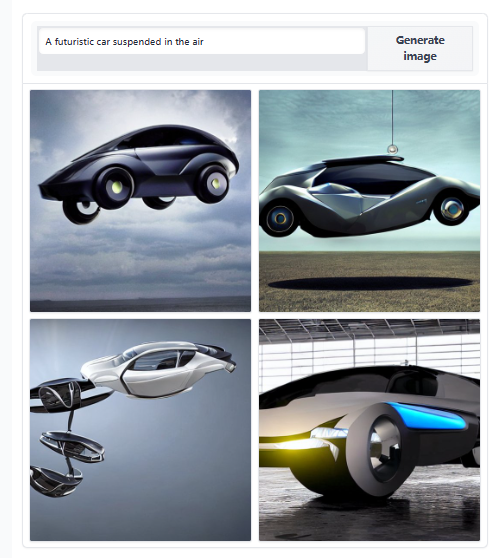 A futuristic car suspended in the air
Generate
image